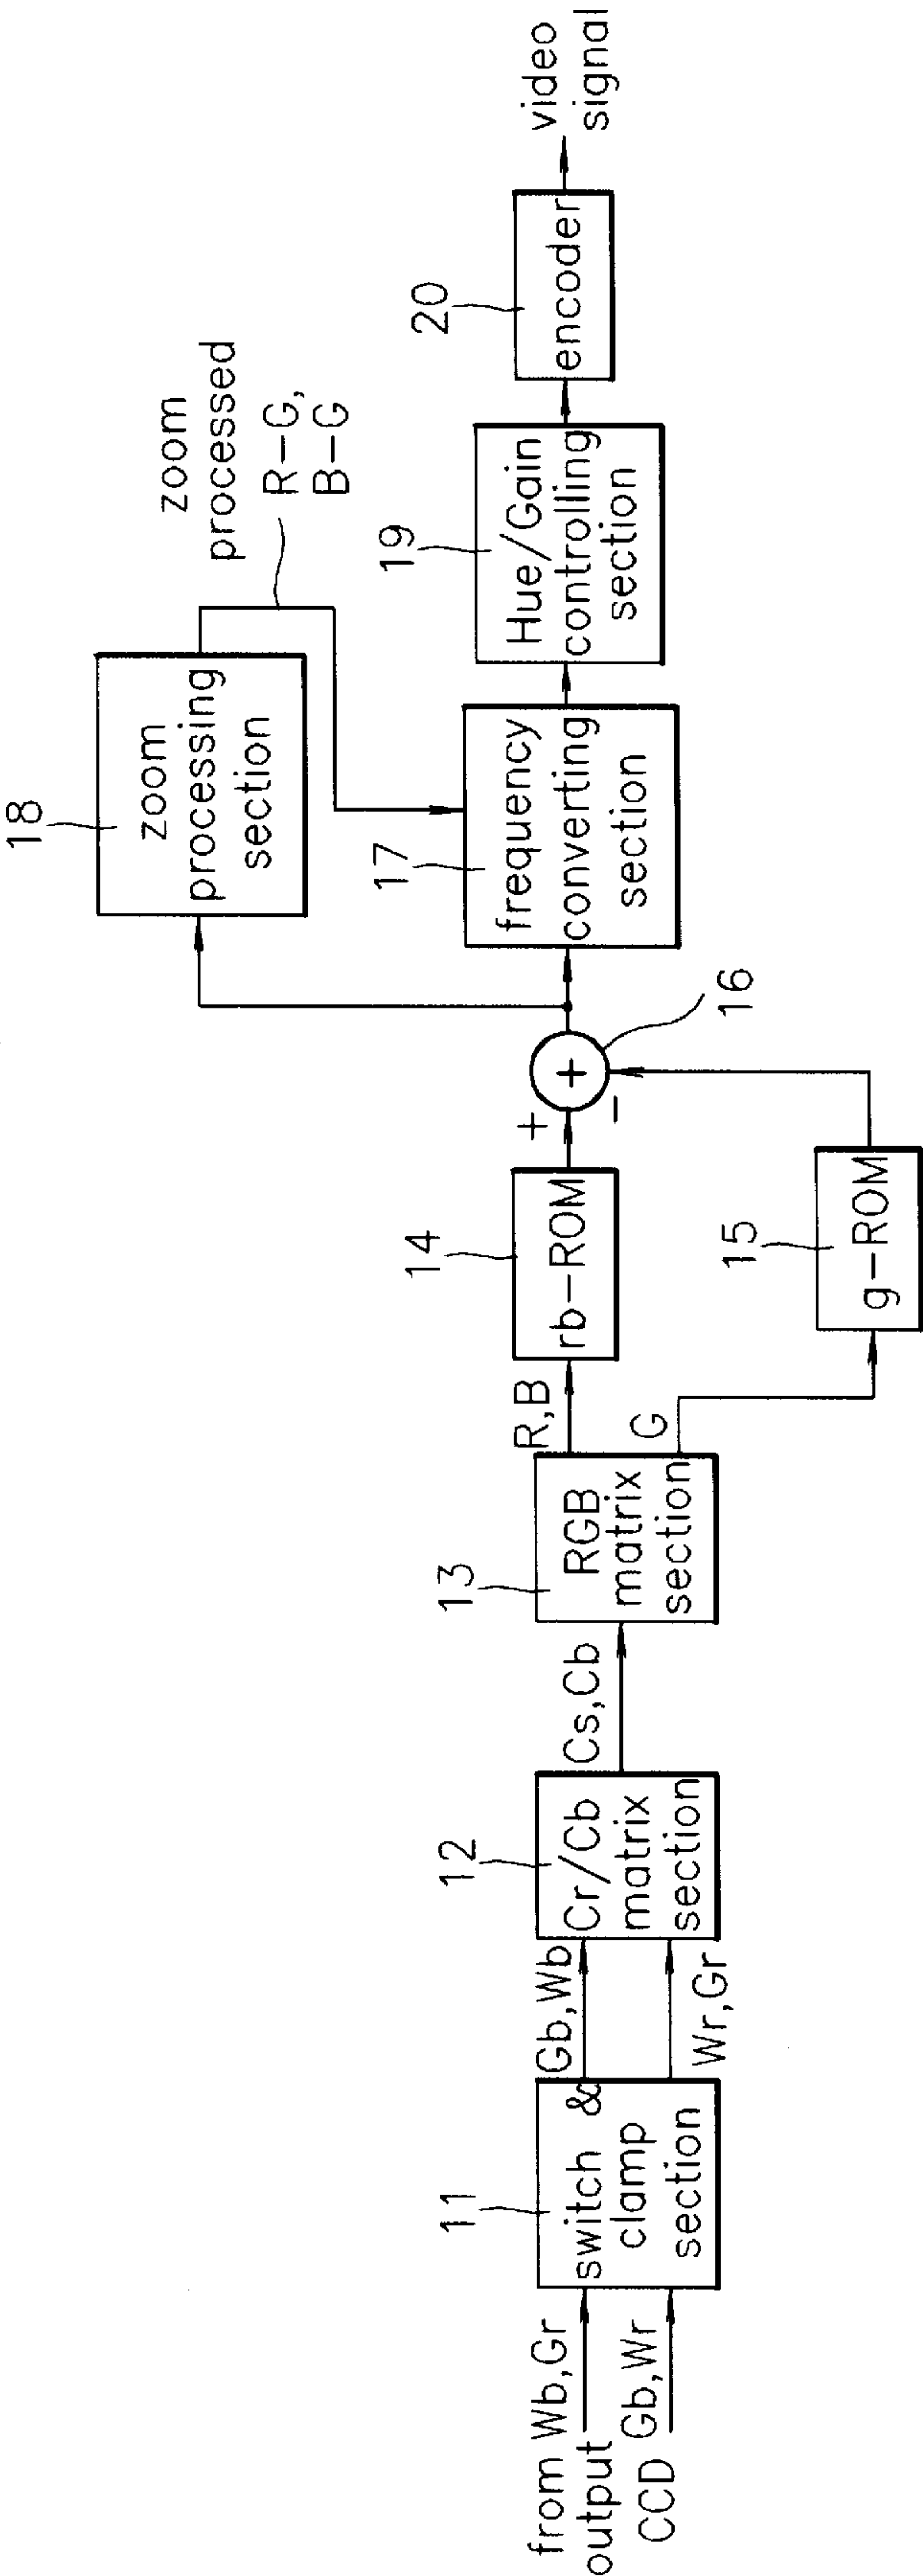 from Wb,Gr
output
CCD Gb,Wr
11
switch &
clamp
section
Gb,Wb
Wr,Gr
12
Cr/Cb
matrix
section
Cs,Cb
13
RGB
matrix
section
R,B
G
14
rb-ROM
15
g-ROM
+
-
+
16
17
frequency
converting
section
18
zoom
processing
section
zoom
processed
R-G,
B-G
19
Hue/Gain
controlling
section
20
encoder
video
signal